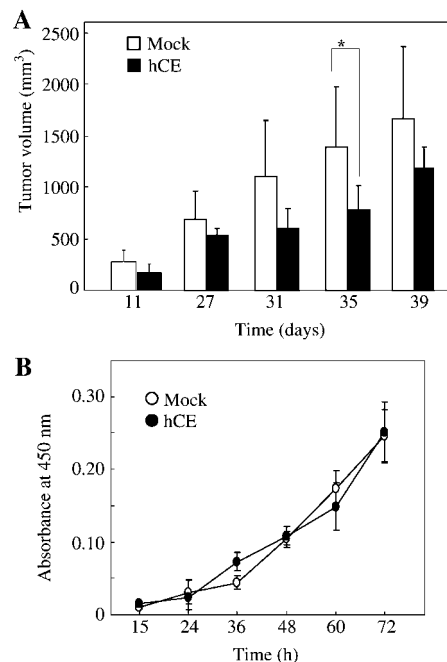 A
Tumor volume (mm³)
2500
2000
1500
1000
500
0
Mock
hCE
*
11 27 31 35 39
Time (days)
B
Absorbance at 450 nm
0.30
0.20
0.10
0
Mock
hCE
15 24 36 48 60 72
Time (h)